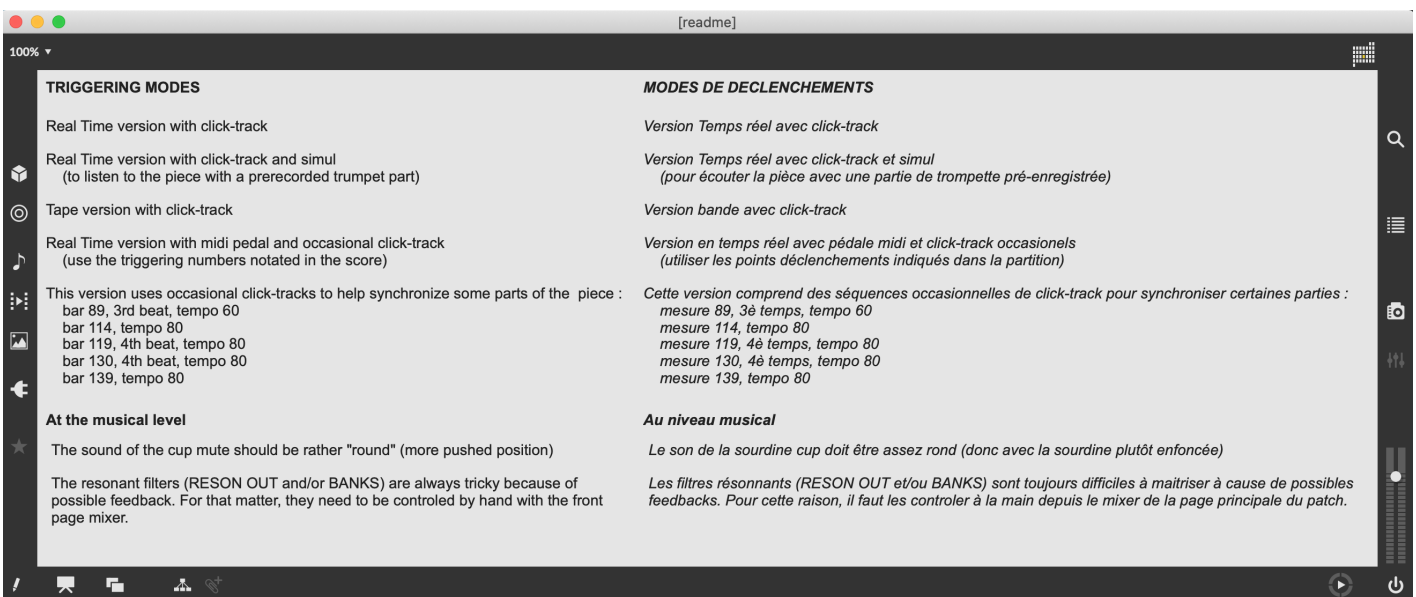 [readme]
100%
TRIGGERING MODES
Real Time version with click-track
Real Time version with click-track and simul
(to listen to the piece with a prerecorded trumpet part)
Tape version with click-track
Real Time version with midi pedal and occasional click-track
(use the triggering numbers notated in the score)
This version uses occasional click-tracks to help synchronize some parts of the piece :
bar 89, 3rd beat, tempo 60
bar 114, tempo 80
bar 119, 4th beat, tempo 80
bar 130, 4th beat, tempo 80
bar 139, tempo 80
At the musical level
The sound of the cup mute should be rather "round" (more pushed position)
The resonant filters (RESON OUT and/or BANKS) are always tricky because of
possible feedback. For that matter, they need to be controled by hand with the front
page mixer.
MODES DE DECLENCHEMENTS
Version Temps réel avec click-track
Version Temps réel avec click-track et simul
(pour écouter la pièce avec une partie de trompette pré-enregistrée)
Version bande avec click-track
Version en temps réel avec pédale midi et click-track occasionels
(utiliser les points déclenchements indiqués dans la partition)
Cette version comprend des séquences occasionnelles de click-track pour synchroniser certaines parties :
mesure 89, 3è temps, tempo 60
mesure 114, tempo 80
mesure 119, 4è temps, tempo 80
mesure 130, 4è temps, tempo 80
mesure 139, tempo 80
Au niveau musical
Le son de la sourdine cup doit être assez rond (donc avec la sourdine plutôt enfoncée)
Les filtres résonnants (RESON OUT et/ou BANKS) sont toujours difficiles à maitriser à cause de possibles
feedbacks. Pour cette raison, il faut les controler à la main depuis le mixer de la page principale du patch.